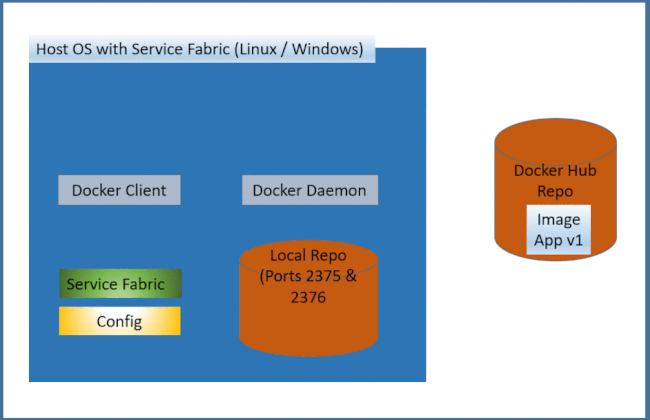 Host OS with Service Fabric (Linux / Windows)
Docker Client
Docker Daemon
Docker Hub
Repo
Image
App v1
Local Repo
(Ports 2375 &
2376
Service Fabric
Config